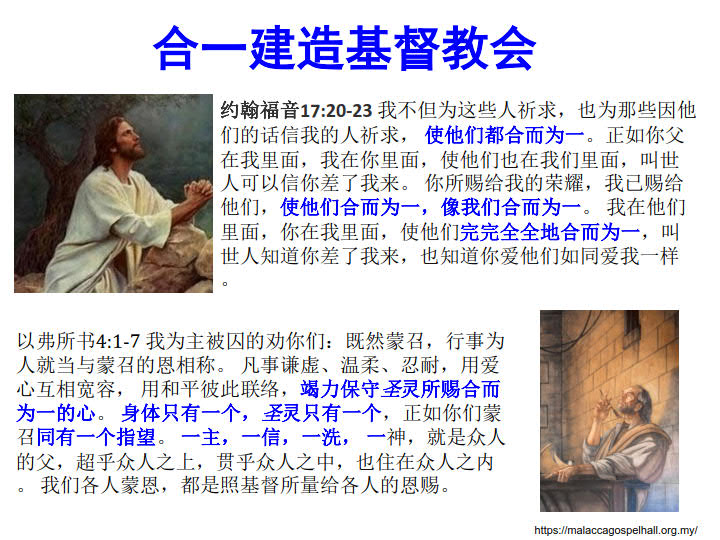 合一建造基督教会
约翰福音17:20-23 我不但为这些人祈求，也为那些因他
们的话信我的人祈求， 使他们都合而为一。正如你父
在我里面，我在你里面，使他们也在我们里面，叫世
人可以信你差了我来。 你所赐给我的荣耀，我已赐给
他们，使他们合而为一，像我们合而为一。 我在他们
里面，你在我里面，使他们完完全全地合而为一，叫
世人知道你差了我来，也知道你爱他们如同爱我一样
。
以弗所书4:1-7 我为主被囚的劝你们：既然蒙召，行事为
人就当与蒙召的恩相称。 凡事谦虚、温柔、忍耐，用爱
心互相宽容， 用和平彼此联络，竭力保守圣灵所赐合而
为一的心。 身体只有一个，圣灵只有一个，正如你们蒙
召同有一个指望。 一主，一信，一洗， 一神，就是众人
的父，超乎众人之上，贯乎众人之中，也住在众人之内
。 我们各人蒙恩，都是照基督所量给各人的恩赐。
https://malaccagospelhall.org.my/